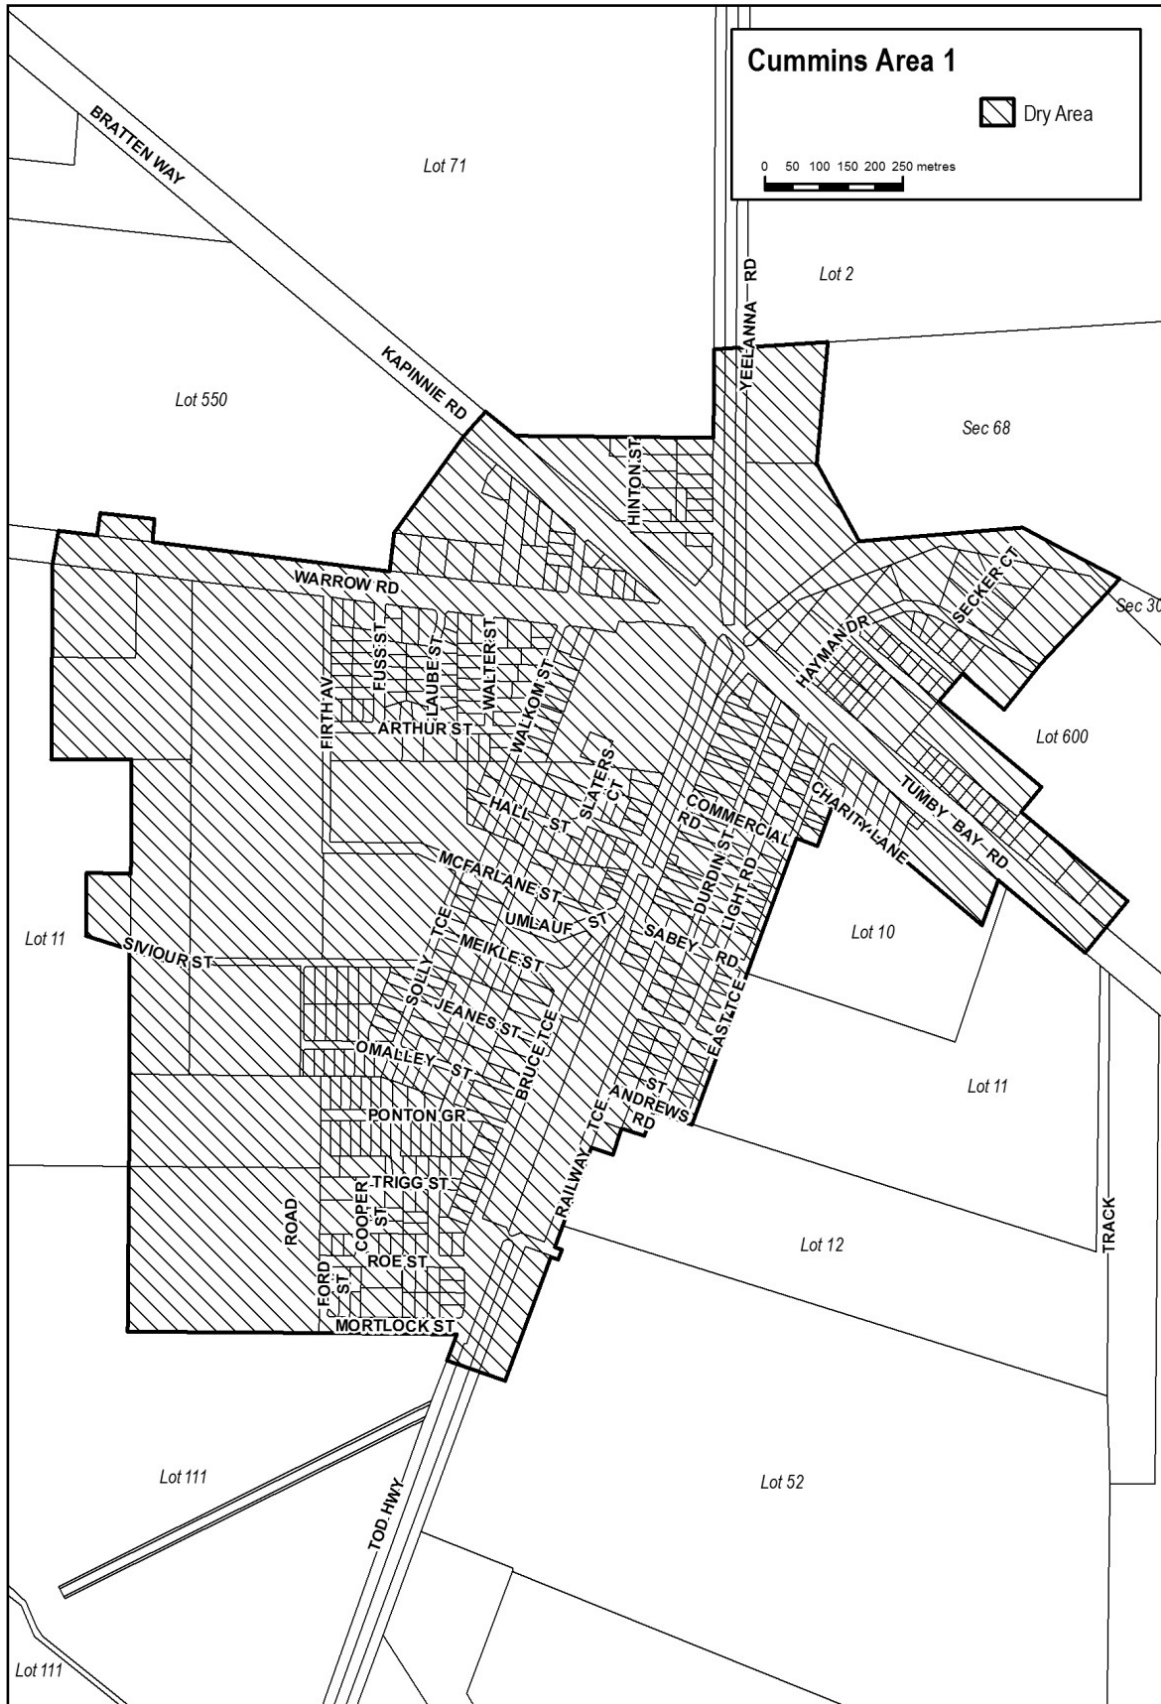 Cummins Area 1
Dry Area
0 50 100 150 200 250 metres
BRATTEN WAY
Lot 71
Lot 2
YEELANNA RD
KAPINNIE RD
Lot 550
Sec 68
HINTON ST
WARROW RD
SECKER CT
Sec 30
HAYMAN DR
FUSS ST
LAUBE ST
WALTER ST
WALKOM ST
FIRTH AV
ARTHUR ST
Lot 600
SLATERS
CT
HALL ST
COMMERCIAL
RD
CHARITY LANE
TUMBY BAY RD
DURDIN ST
LIGHT RD
MCFARLANE ST
UMLAUF ST
SABEY RD
Lot 10
Lot 11
SIVIOUR ST
SOLLY TCE
MEIKLE ST
JEANES ST
BRUCE TCE
EAST TCE
OMALLEY ST
Lot 11
ST
ANDREWS
RD
PONTON GR
RAILWAY TCE
TRIGG ST
COOPER
ST
ROAD
TRACK
Lot 12
ROE ST
FORD
ST
MORTLOCK ST
Lot 111
Lot 52
TOD HWY
Lot 111